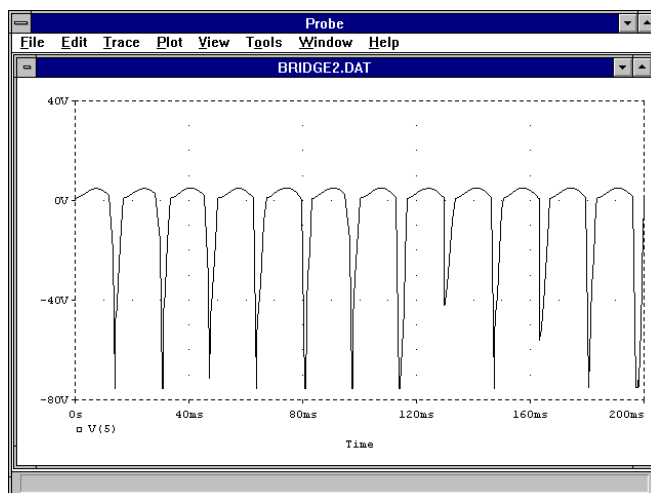 Probe
File Edit Trace Plot View Tools Window Help
BRIDGE2.DAT
40V
0V
-40V
-80V
0s 40ms 80ms 120ms 160ms 200ms
V(5)
Time